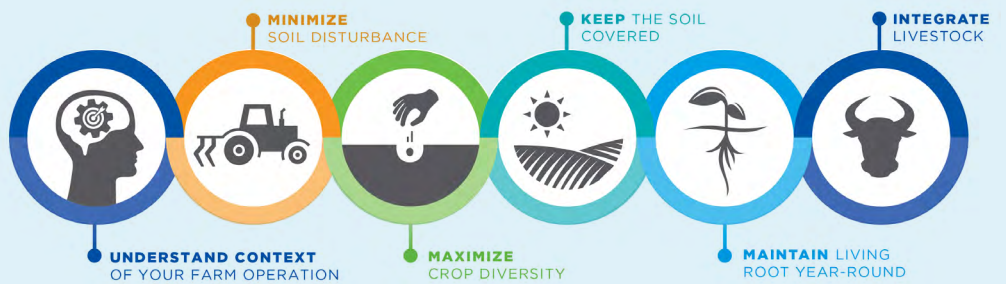 UNDERSTAND CONTEXT
OF YOUR FARM OPERATION
MINIMIZE
SOIL DISTURBANCE
MAXIMIZE
CROP DIVERSITY
KEEP THE SOIL
COVERED
MAINTAIN LIVING
ROOT YEAR-ROUND
INTEGRATE
LIVESTOCK